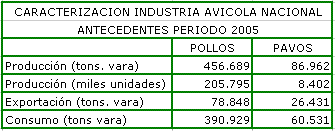 CARACTERIZACION INDUSTRIA AVICOLA NACIONAL
ANTECEDENTES PERIODO 2005
POLLOS PAVOS
Producción (tons. vara) 456.689 86.962
Producción (miles unidades) 205.795 8.402
Exportación (tons. vara) 78.848 26.431
Consumo (tons vara) 390.929 60.531